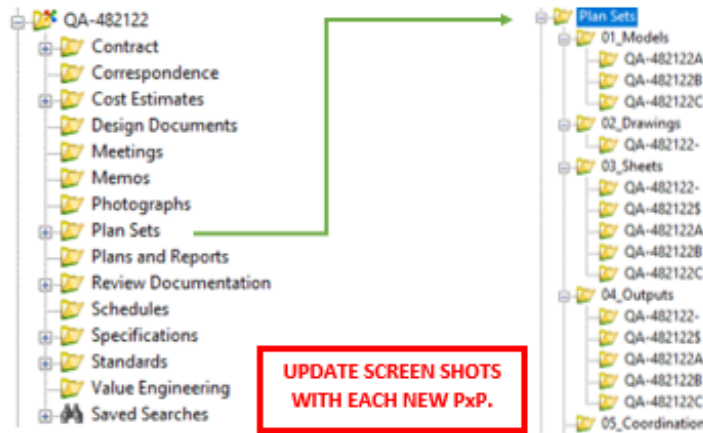 QA-482122
Contract
Correspondence
Cost Estimates
Design Documents
Meetings
Memos
Photographs
Plan Sets
Plans and Reports
Review Documentation
Schedules
Specifications
Standards
Value Engineering
Saved Searches
UPDATE SCREEN SHOTS
WITH EACH NEW PxP.
Plan Sets
01_Models
QA-482122A
QA-482122B
QA-482122C
02_Drawings
QA-482122-
03_Sheets
QA-482122-
QA-482122$
QA-482122A
QA-482122B
QA-482122C
04_Outputs
QA-482122-
QA-482122$
QA-482122A
QA-482122B
QA-482122C
05_Coordination